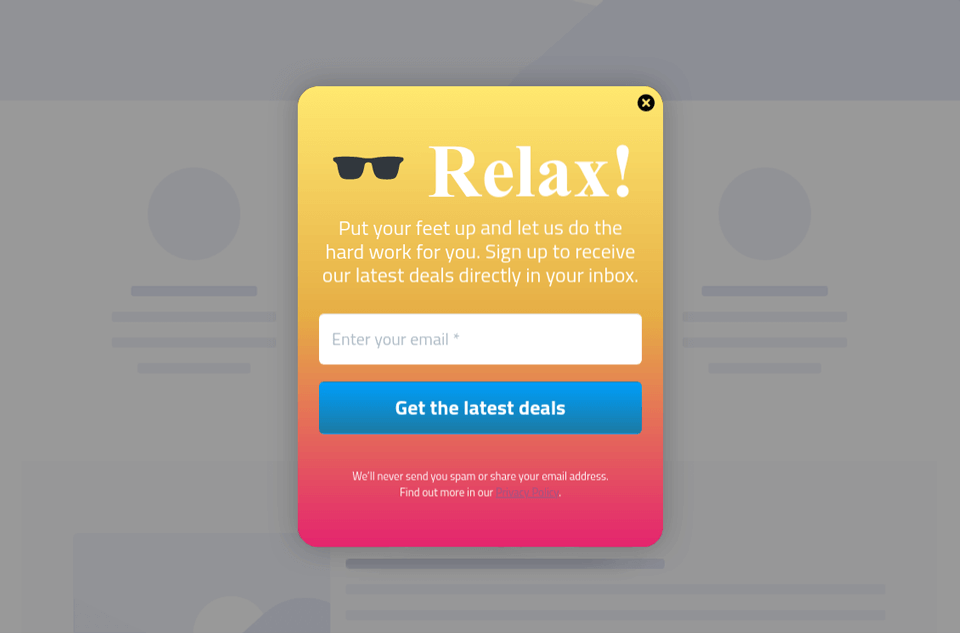 Relax!
Put your feet up and let us do the
hard work for you. Sign up to receive
our latest deals directly in your inbox.
Enter your email *
Get the latest deals
We'll never send you spam or share your email address.
Find out more in our Privacy Policy.